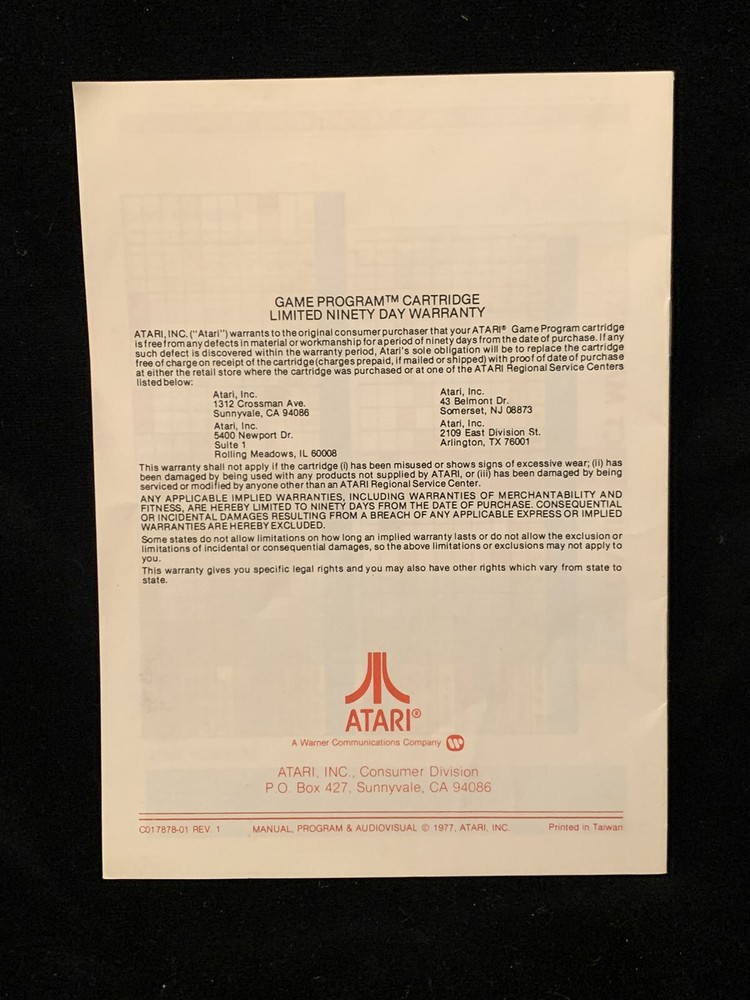 GAME PROGRAM™ CARTRIDGE
LIMITED NINETY DAY WARRANTY
ATARI, INC. ("Atari") warrants to the original consumer purchaser that your ATARI® Game Program cartridge
is free from any defects in material or workmanship for a period of ninety days from the date of purchase. If any
such defect is discovered within the warranty period, Atari's sole obligation will be to replace the cartridge
free of charge on receipt of the cartridge (charges prepaid, if mailed or shipped) with proof of date of purchase
at either the retail store where the cartridge was purchased or at one of the ATARI Regional Service Centers
listed below:
Atari, Inc.
1312 Crossman Ave.
Sunnyvale, CA 94086
Atari, Inc.
5400 Newport Dr.
Suite 1
Rolling Meadows, IL 60008
Atari, Inc.
43 Belmont Dr.
Somerset, NJ 08873
Atari, Inc.
2109 East Division St.
Arlington, TX 76001
This warranty shall not apply if the cartridge (i) has been misused or shows signs of excessive wear; (ii) has
been damaged by being used with any products not supplied by ATARI, or (iii) has been damaged by being
serviced or modified by anyone other than an ATARI Regional Service Center.
ANY APPLICABLE IMPLIED WARRANTIES, INCLUDING WARRANTIES OF MERCHANTABILITY AND
FITNESS, ARE HEREBY LIMITED TO NINETY DAYS FROM THE DATE OF PURCHASE. CONSEQUENTIAL
OR INCIDENTAL DAMAGES RESULTING FROM A BREACH OF ANY APPLICABLE EXPRESS OR IMPLIED
WARRANTIES ARE HEREBY EXCLUDED.
Some states do not allow limitations on how long an implied warranty lasts or do not allow the exclusion or
limitations of incidental or consequential damages, so the above limitations or exclusions may not apply to
you.
This warranty gives you specific legal rights and you may also have other rights which vary from state to
state.
ATARI®
A Warner Communications Company
ATARI, INC., Consumer Division
P.O. Box 427, Sunnyvale, CA 94086
C017878-01 REV. 1 MANUAL, PROGRAM & AUDIOVISUAL © 1977, ATARI, INC. Printed in Taiwan